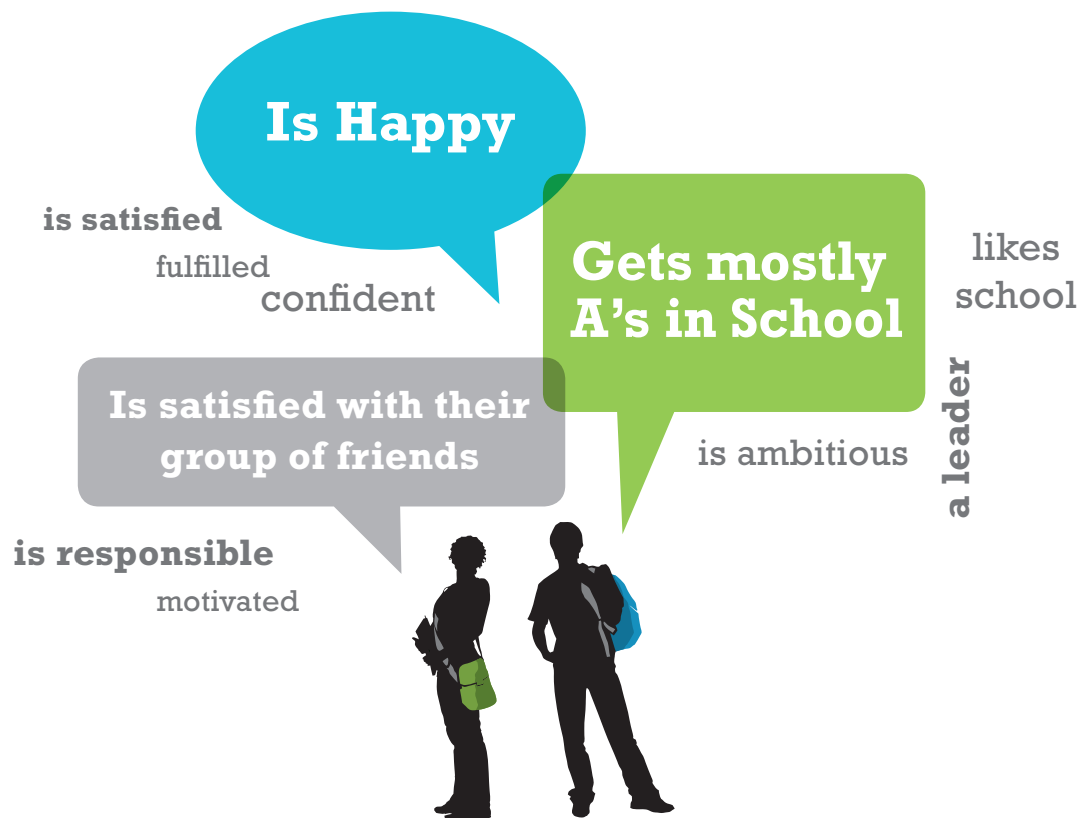 Is Happy
is satisfied
fulfilled
confident
Gets mostly
A's in School
likes
school
Is satisfied with their
group of friends
is ambitious
a leader
is responsible
motivated